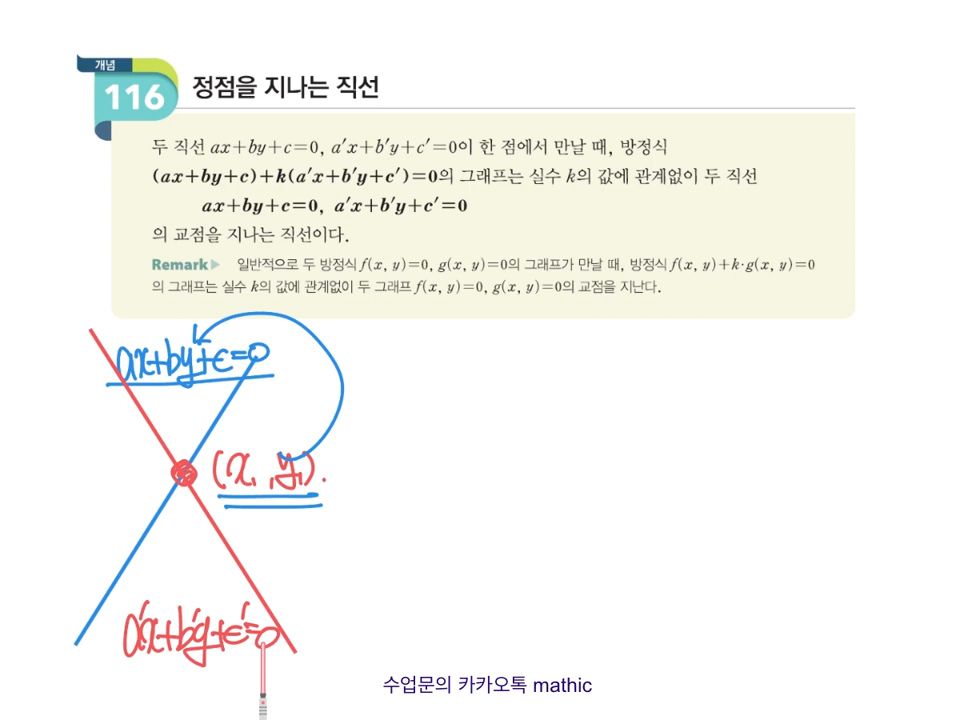 개념
116
정점을 지나는 직선
두 직선 ax+by+c=0, a′x+b′y+c′=0이 한 점에서 만날 때, 방정식
(ax+by+c)+k(a′x+b′y+c′)=0의 그래프는 실수 k의 값에 관계없이 두 직선
ax+by+c=0, a′x+b′y+c′=0
의 교점을 지나는 직선이다.
Remark▶ 일반적으로 두 방정식 f(x, y)=0, g(x, y)=0의 그래프가 만날 때, 방정식 f(x, y)+k·g(x, y)=0
의 그래프는 실수 k의 값에 관계없이 두 그래프 f(x, y)=0, g(x, y)=0의 교점을 지난다.
ax+by+c=0
(x₁, y₁).
a′x+b′y+c′=0
수업문의 카카오톡 mathic